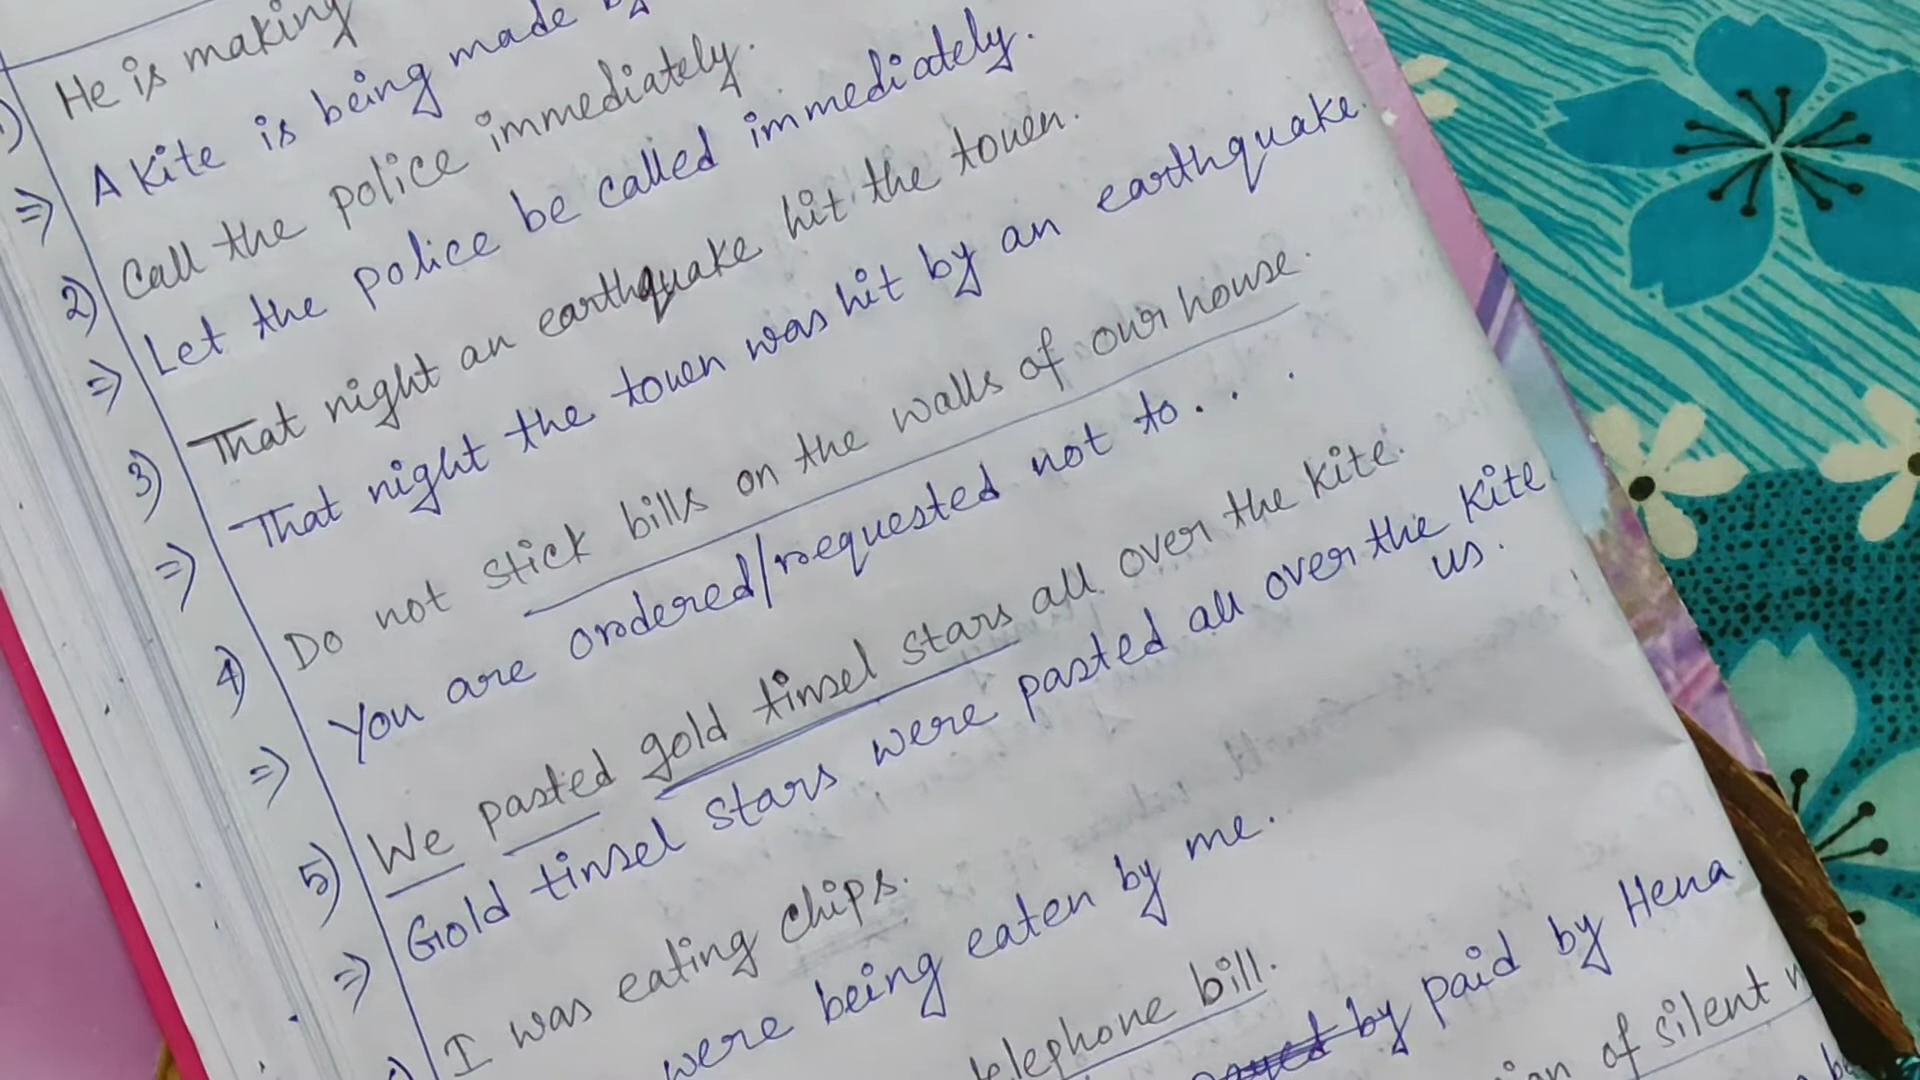 1) He is making
=> A Kite is being made by
2) Call the police immediately.
=> Let the police be called immediately.
3) That night an earthquake hit the town.
=> That night the town was hit by an earthquake.
4) Do not stick bills on the walls of our house.
=> You are ordered/requested not to...
5) We pasted gold tinsel stars all over the kite.
=> Gold tinsel stars were pasted all over the kite
us.
I was eating chips.
were being eaten by me.
telephone bill.
by paid by Hena
of silent